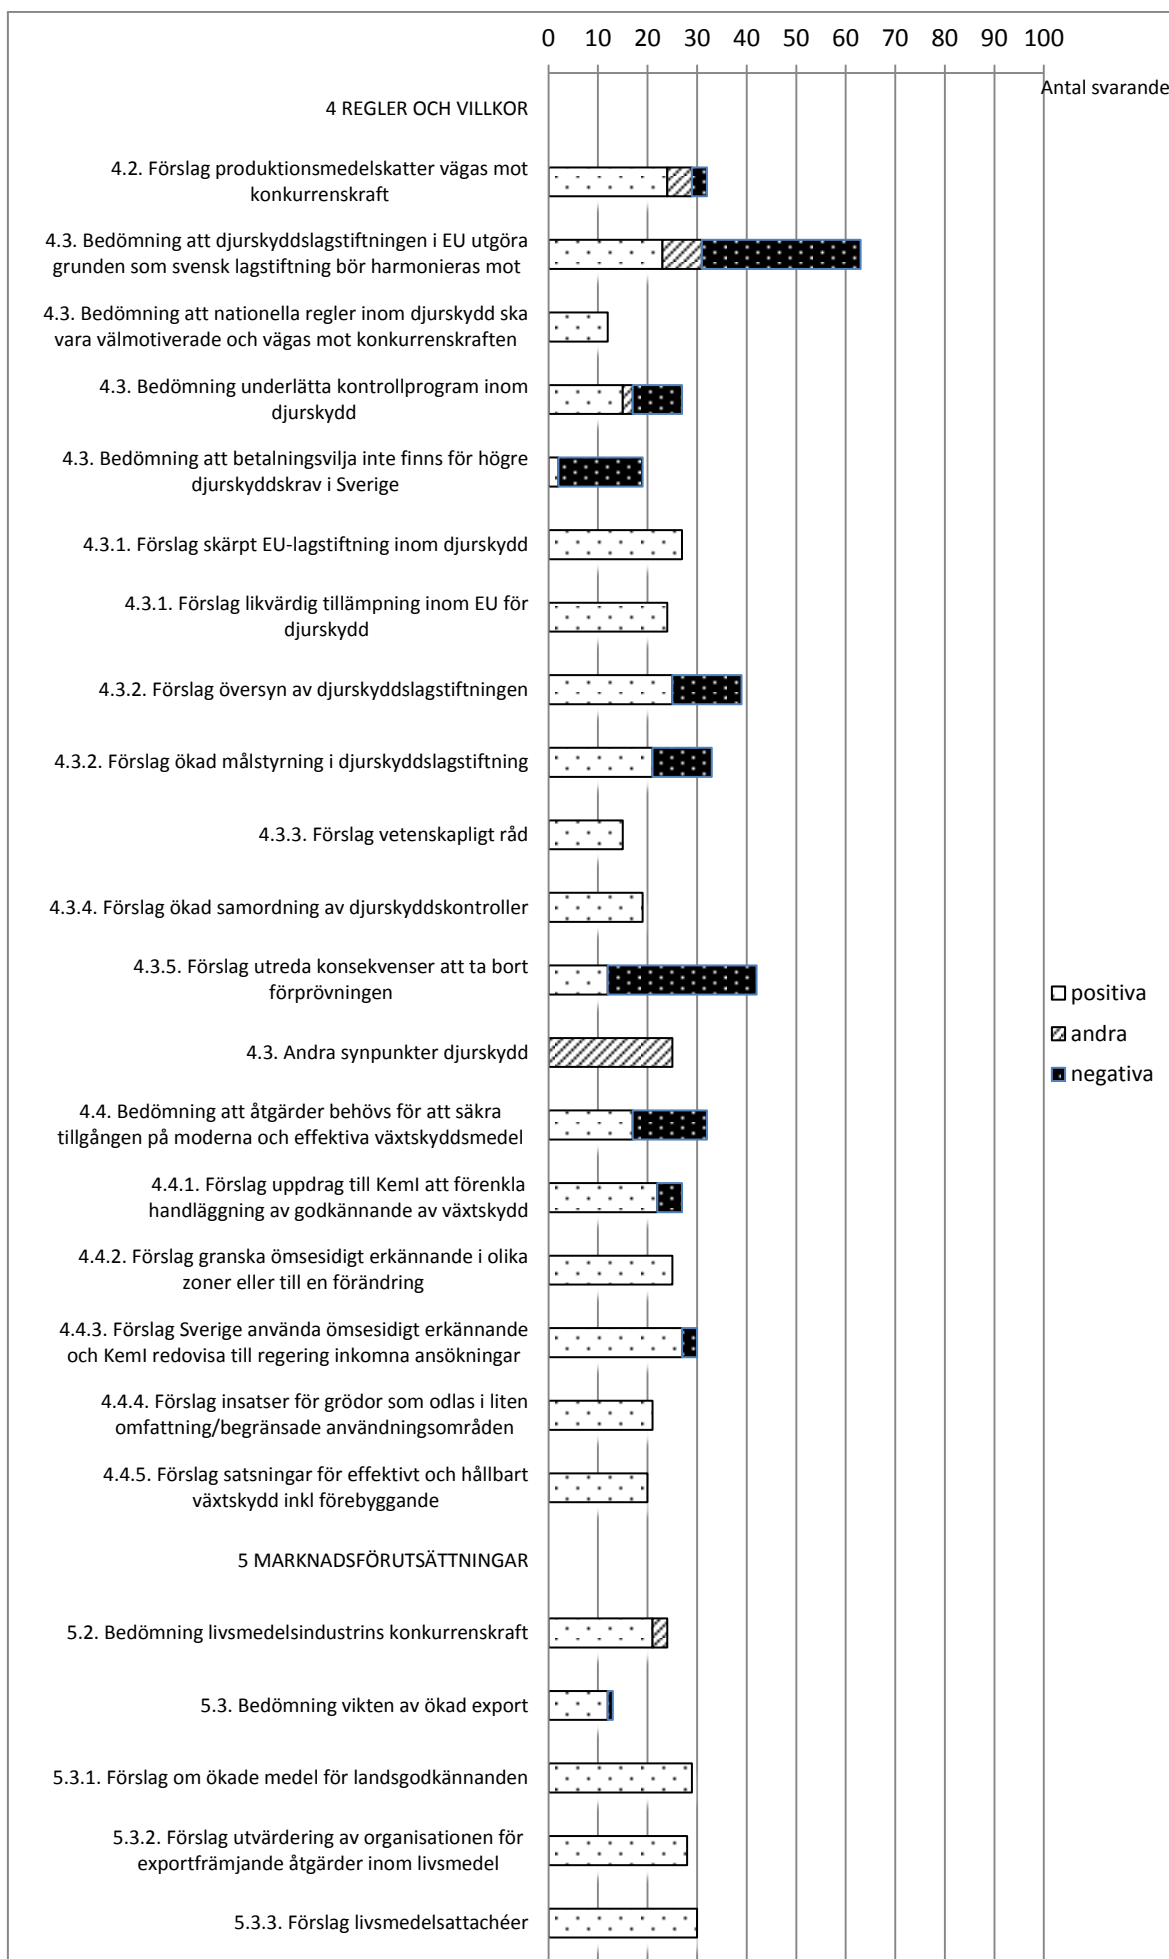 0 10 20 30 40 50 60 70 80 90 100
Antal svarande
4 REGLER OCH VILLKOR
4.2. Förslag produktionsmedelskatter vägas mot
konkurrenskraft
4.3. Bedömning att djurskyddslagstiftningen i EU utgöra
grunden som svensk lagstiftning bör harmonieras mot
4.3. Bedömning att nationella regler inom djurskydd ska
vara välmotiverade och vägas mot konkurrenskraften
4.3. Bedömning underlätta kontrollprogram inom
djurskydd
4.3. Bedömning att betalningsvilja inte finns för högre
djurskyddskrav i Sverige
4.3.1. Förslag skärpt EU-lagstiftning inom djurskydd
4.3.1. Förslag likvärdig tillämpning inom EU för
djurskydd
4.3.2. Förslag översyn av djurskyddslagstiftningen
4.3.2. Förslag ökad målstyrning i djurskyddslagstiftning
4.3.3. Förslag vetenskapligt råd
4.3.4. Förslag ökad samordning av djurskyddskontroller
4.3.5. Förslag utreda konsekvenser att ta bort
förprövningen
4.3. Andra synpunkter djurskydd
4.4. Bedömning att åtgärder behövs för att säkra
tillgången på moderna och effektiva växtskyddsmedel
4.4.1. Förslag uppdrag till KemI att förenkla
handläggning av godkännande av växtskydd
4.4.2. Förslag granska ömsesidigt erkännande i olika
zoner eller till en förändring
4.4.3. Förslag Sverige använda ömsesidigt erkännande
och KemI redovisa till regering inkomna ansökningar
4.4.4. Förslag insatser för grödor som odlas i liten
omfattning/begränsade användningsområden
4.4.5. Förslag satsningar för effektivt och hållbart
växtskydd inkl förebyggande
5 MARKNADSFÖRUTSÄTTNINGAR
5.2. Bedömning livsmedelsindustrins konkurrenskraft
5.3. Bedömning vikten av ökad export
5.3.1. Förslag om ökade medel för landsgodkännanden
5.3.2. Förslag utvärdering av organisationen för
exportfrämjande åtgärder inom livsmedel
5.3.3. Förslag livsmedelsattachéer
positiva
andra
negativa